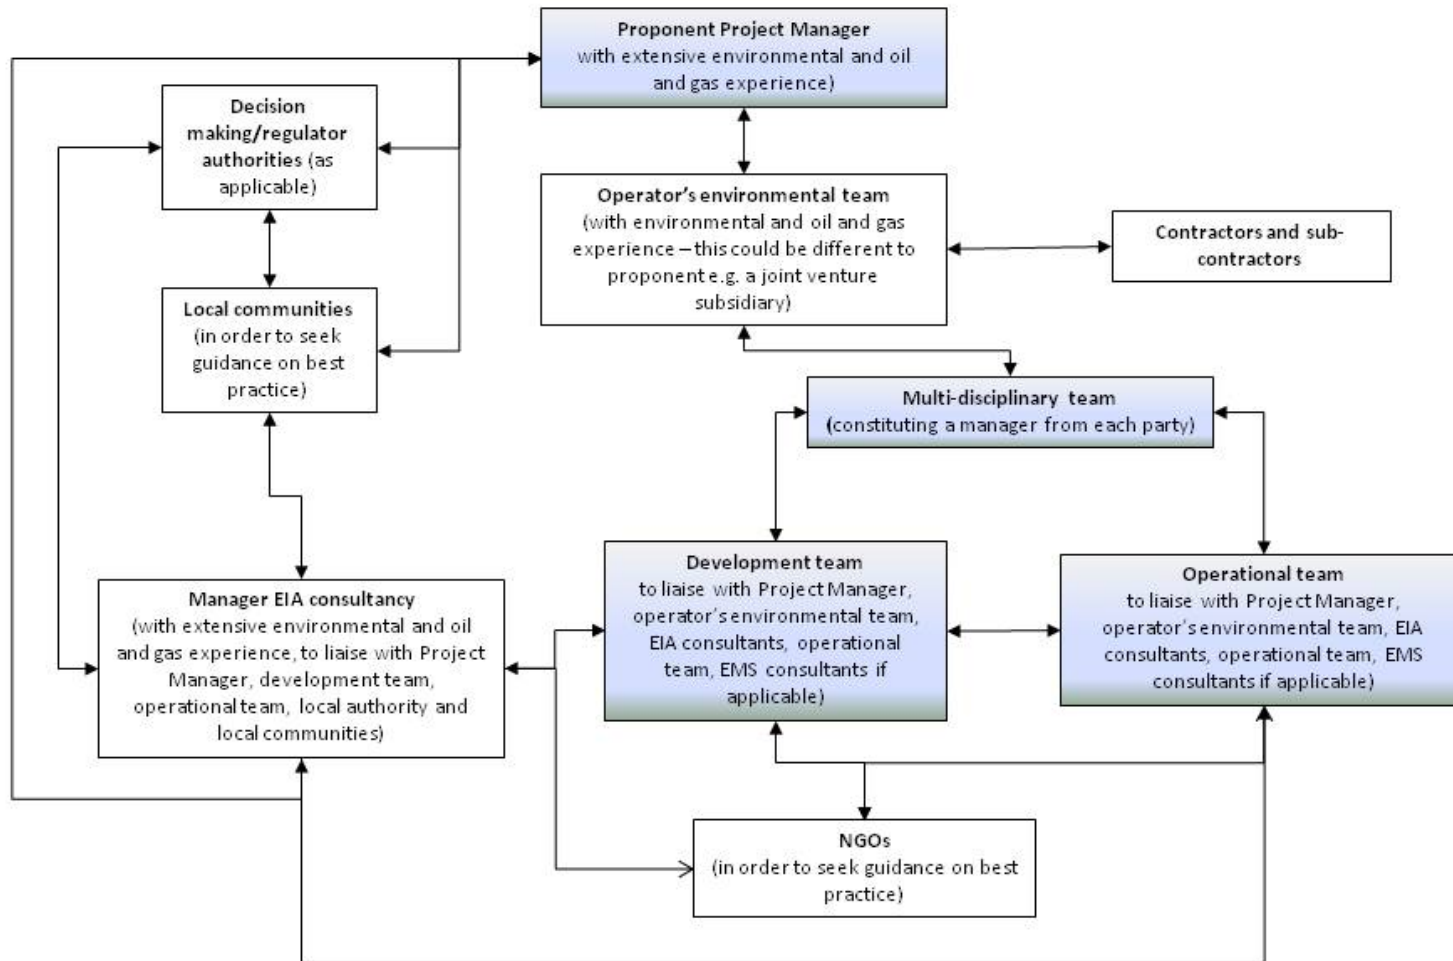 Proponent Project Manager
with extensive environmental and oil
and gas experience)
Decision
making/regulator
authorities (as
applicable)
Operator's environmental team
(with environmental and oil and gas
experience – this could be different to
proponent e.g. a joint venture
subsidiary)
Contractors and sub-
contractors
Local communities
(in order to seek
guidance on best
practice)
Multi-disciplinary team
(constituting a manager from each party)
Manager EIA consultancy
(with extensive environmental and oil
and gas experience, to liaise with Project
Manager, development team,
operational team, local authority and
local communities)
Development team
to liaise with Project Manager,
operator's environmental team,
EIA consultants, operational
team, EMS consultants if
applicable)
Operational team
to liaise with Project Manager,
operator's environmental team, EIA
consultants, operational team, EMS
consultants if applicable)
NGOs
(in order to seek guidance on best
practice)